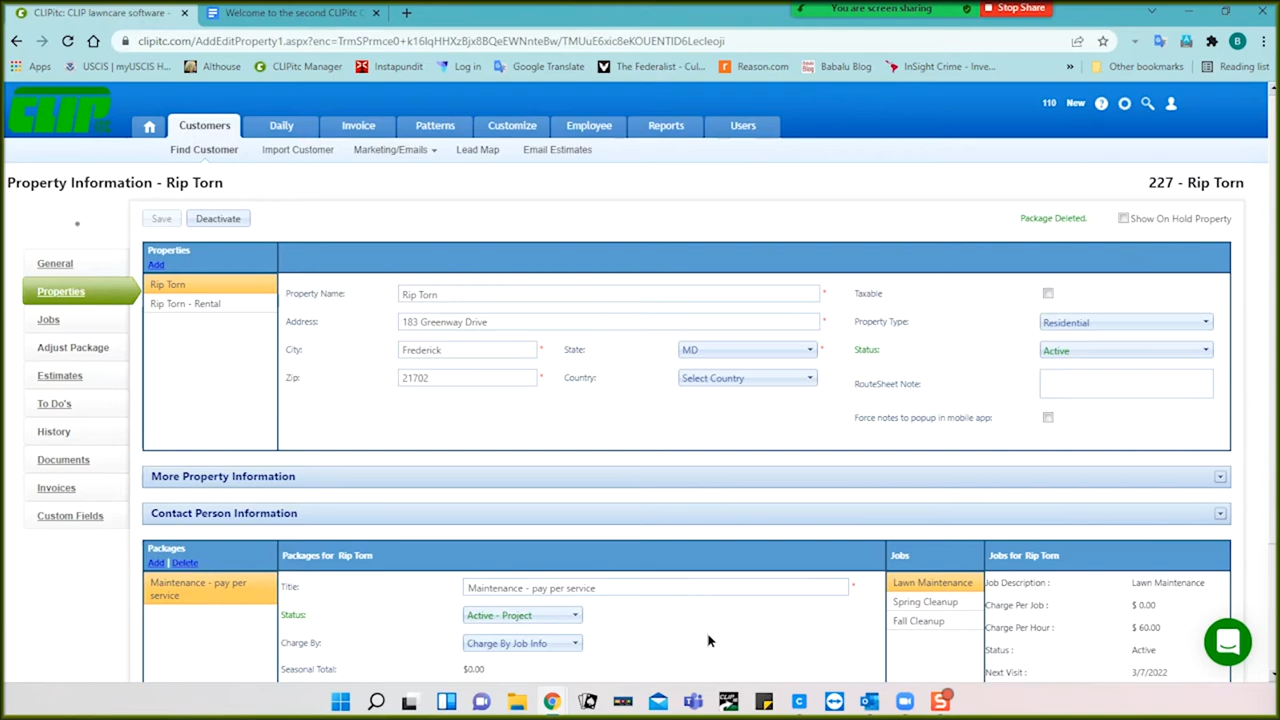 CLIPitc: CLIP lawncare software - × Welcome to the second CLIPitc C × +
You are screen sharing Stop Share
clipitc.com/AddEditProperty1.aspx?enc=TrmSPrmce0+k16lqHHXzBjx8BQeEWNnteBw/TMUuE6xic8eKOUENTID6Lecleoji
Apps USCIS | myUSCIS H... Althouse CLIPitc Manager Instapundit Log in Google Translate The Federalist - Cul... Reason.com Babalu Blog InSight Crime - Inve... » Other bookmarks Reading list
CLIP itc
110 New
Customers Daily Invoice Patterns Customize Employee Reports Users
Find Customer Import Customer Marketing/Emails Lead Map Email Estimates
Property Information - Rip Torn 227 - Rip Torn
Save Deactivate Package Deleted. Show On Hold Property
General
Properties
Jobs
Adjust Package
Estimates
To Do's
History
Documents
Invoices
Custom Fields
Properties
Add
Rip Torn
Rip Torn - Rental
Property Name: Rip Torn * Taxable
Address: 183 Greenway Drive * Property Type: Residential
City: Frederick * State: MD * Status: Active
Zip: 21702 * Country: Select Country RouteSheet Note:
Force notes to popup in mobile app:
More Property Information
Contact Person Information
Packages
Add | Delete
Maintenance - pay per
service
Packages for Rip Torn
Title: Maintenance - pay per service *
Status: Active - Project
Charge By: Charge By Job Info
Seasonal Total: $0.00
Jobs
Lawn Maintenance
Spring Cleanup
Fall Cleanup
Jobs for Rip Torn
Job Description : Lawn Maintenance
Charge Per Job : $ 0.00
Charge Per Hour : $ 60.00
Status : Active
Next Visit : 3/7/2022